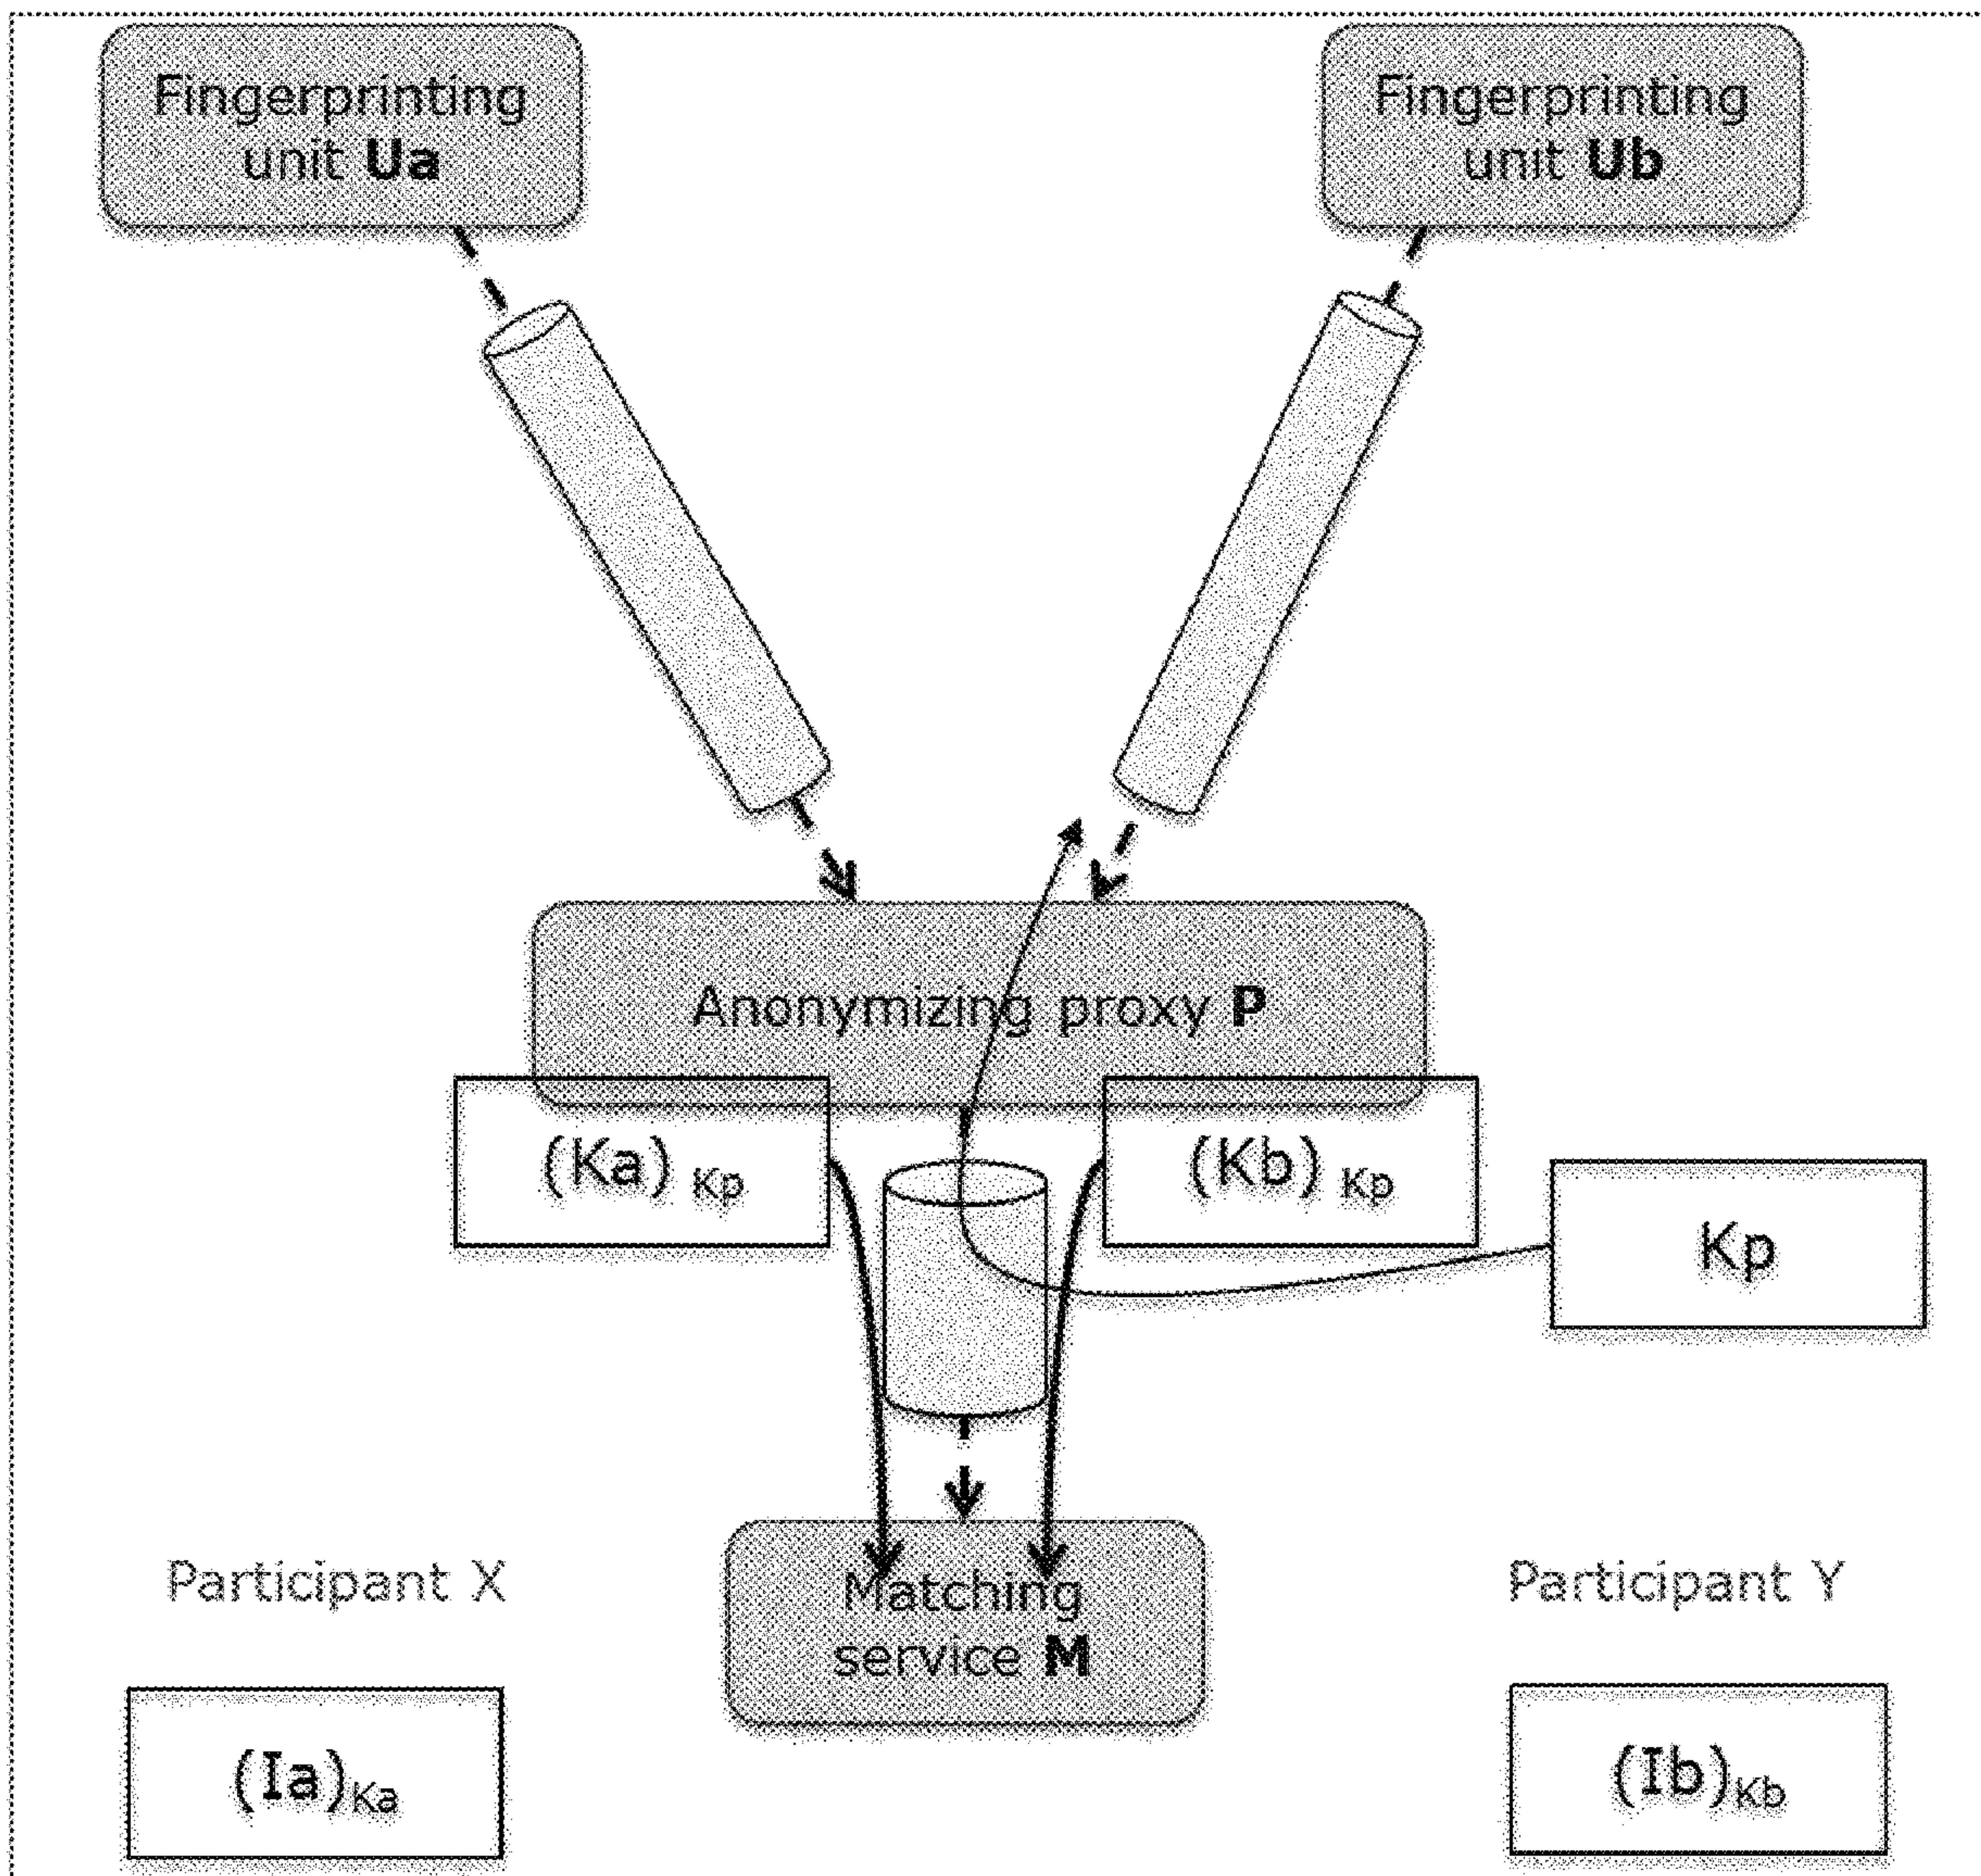 Fingerprinting
unit Ua
Fingerprinting
unit Ub
Anonymizing proxy P
(Ka) Kp
(Kb) Kp
Kp
Participant X
Matching
service M
Participant Y
(Ia)Ka
(Ib)Kb